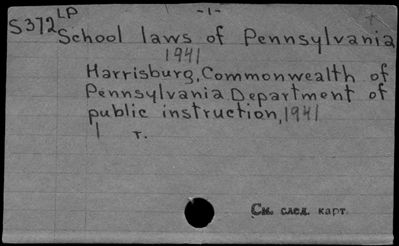 LP -1-
S372 School laws of Pennsylvania
1941
Harrisburg, Commonwealth of
Pennsylvania Department of
public instruction, 1941
1 т.
См. след. карт.